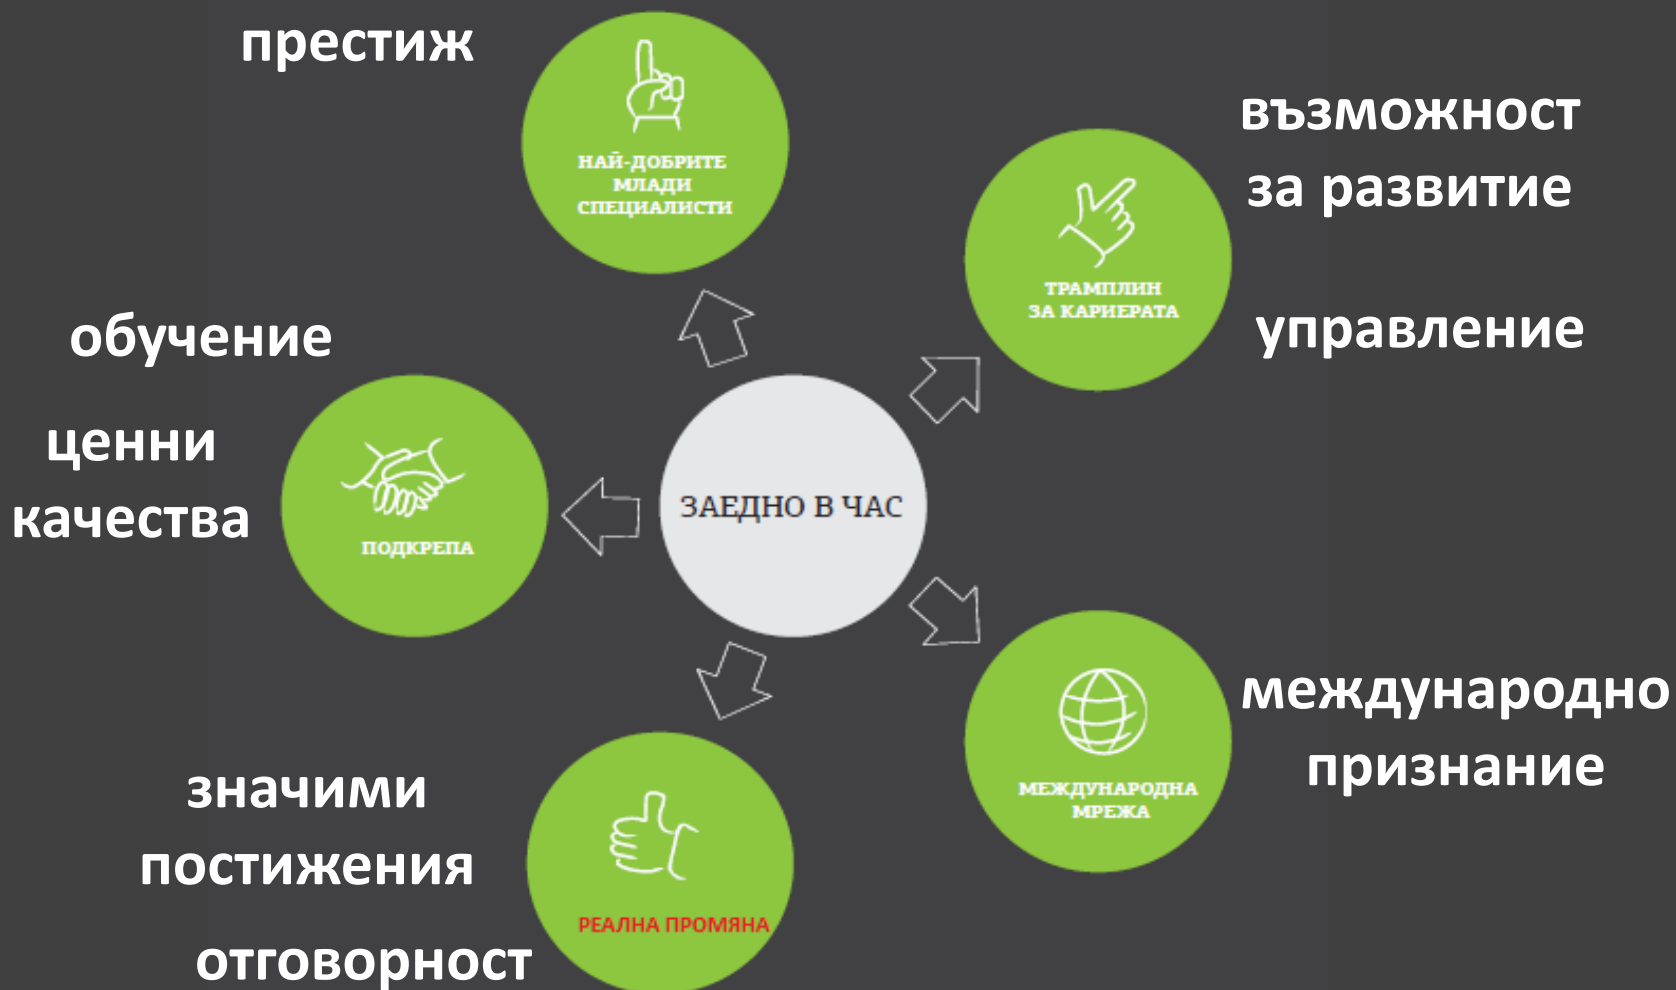 престиж
НАЙ-ДОБРИТЕ
МЛАДИ
СПЕЦИАЛИСТИ
възможност
за развитие
ТРАМПЛИН
ЗА КАРИЕРАТА
управление
обучение
ценни
качества
ПОДКРЕПА
ЗАЕДНО В ЧАС
международно
признание
МЕЖДУНАРОДНА
МРЕЖА
значими
постижения
РЕАЛНА ПРОМЯНА
отговорност